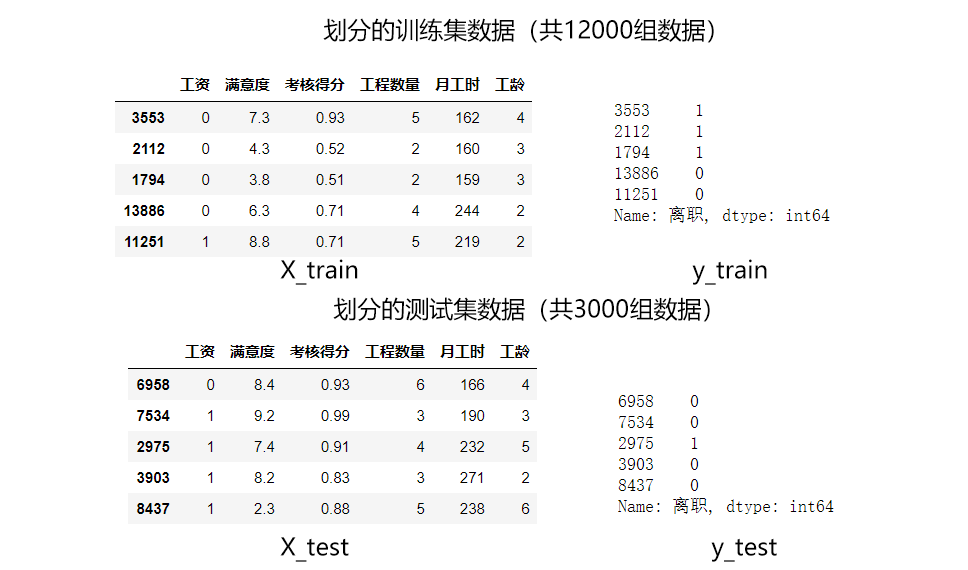 划分的训练集数据（共12000组数据）
工资 满意度 考核得分 工程数量 月工时 工龄
3553 0 7.3 0.93 5 162 4
2112 0 4.3 0.52 2 160 3
1794 0 3.8 0.51 2 159 3
13886 0 6.3 0.71 4 244 2
11251 1 8.8 0.71 5 219 2
X_train
3553 1
2112 1
1794 1
13886 0
11251 0
Name: 离职, dtype: int64
y_train
划分的测试集数据（共3000组数据）
工资 满意度 考核得分 工程数量 月工时 工龄
6958 0 8.4 0.93 6 166 4
7534 1 9.2 0.99 3 190 3
2975 1 7.4 0.91 4 232 5
3903 1 8.2 0.83 3 271 2
8437 1 2.3 0.88 5 238 6
X_test
6958 0
7534 0
2975 1
3903 0
8437 0
Name: 离职, dtype: int64
y_test